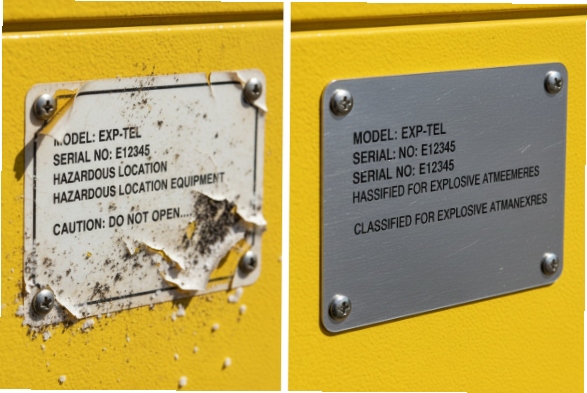 MODEL: EXP-TEL
SERIAL NO: E12345
HAZARDOUS LOCATION
HAZARDOUS LOCATION EQUIPMENT
CAUTION: DO NOT OPEN....
MODEL: EXP-TEL
SERIAL: NO: E12345
SERIAL NO: E12345
HASSIFIED FOR EXPLOSIVE ATMEEMERES
CLASSIFIED FOR EXPLOSIVE ATMANEXRES